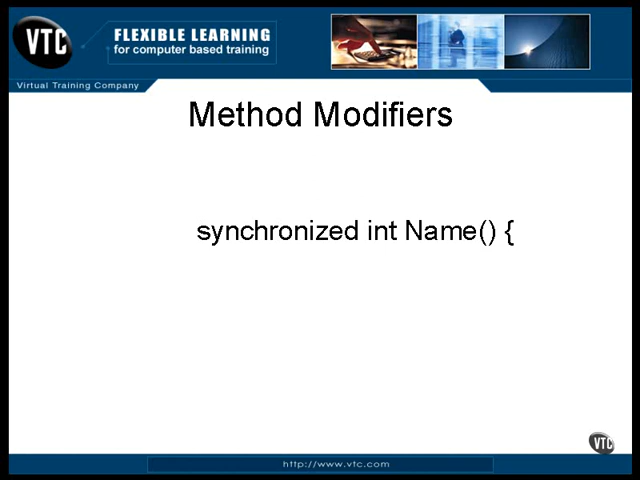 VTC
FLEXIBLE LEARNING
for computer based training
Virtual Training Company
Method Modifiers
synchronized int Name() {
VTC
http://www.vtc.com